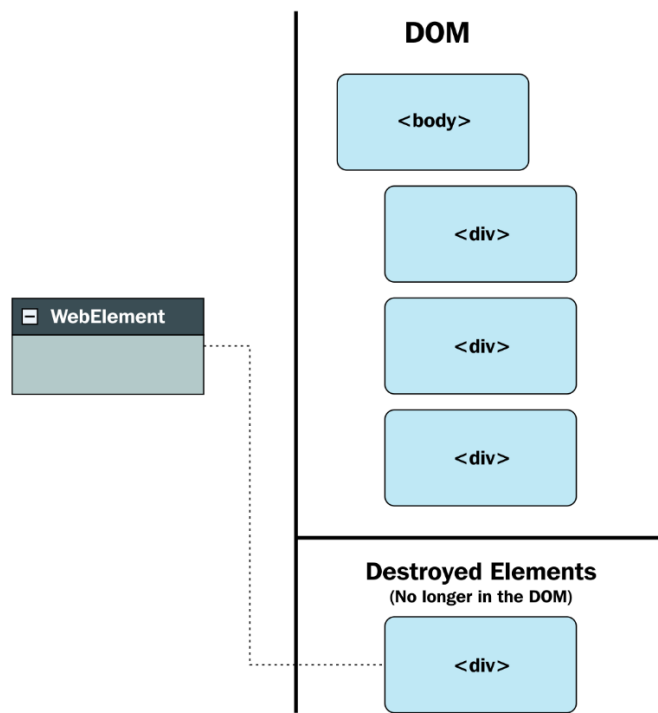 DOM
<body>
<div>
WebElement
<div>
<div>
Destroyed Elements
(No longer in the DOM)
<div>